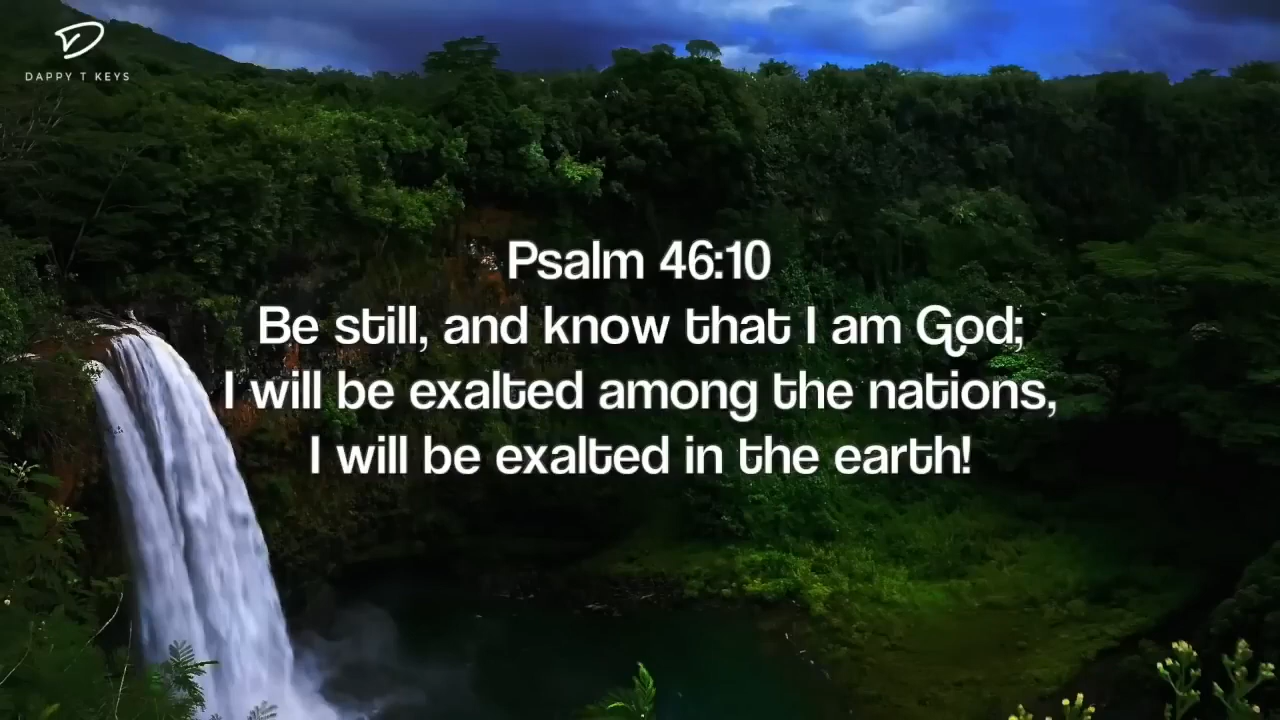 DAPPY T KEYS
Psalm 46:10
Be still, and know that I am God;
I will be exalted among the nations,
I will be exalted in the earth!